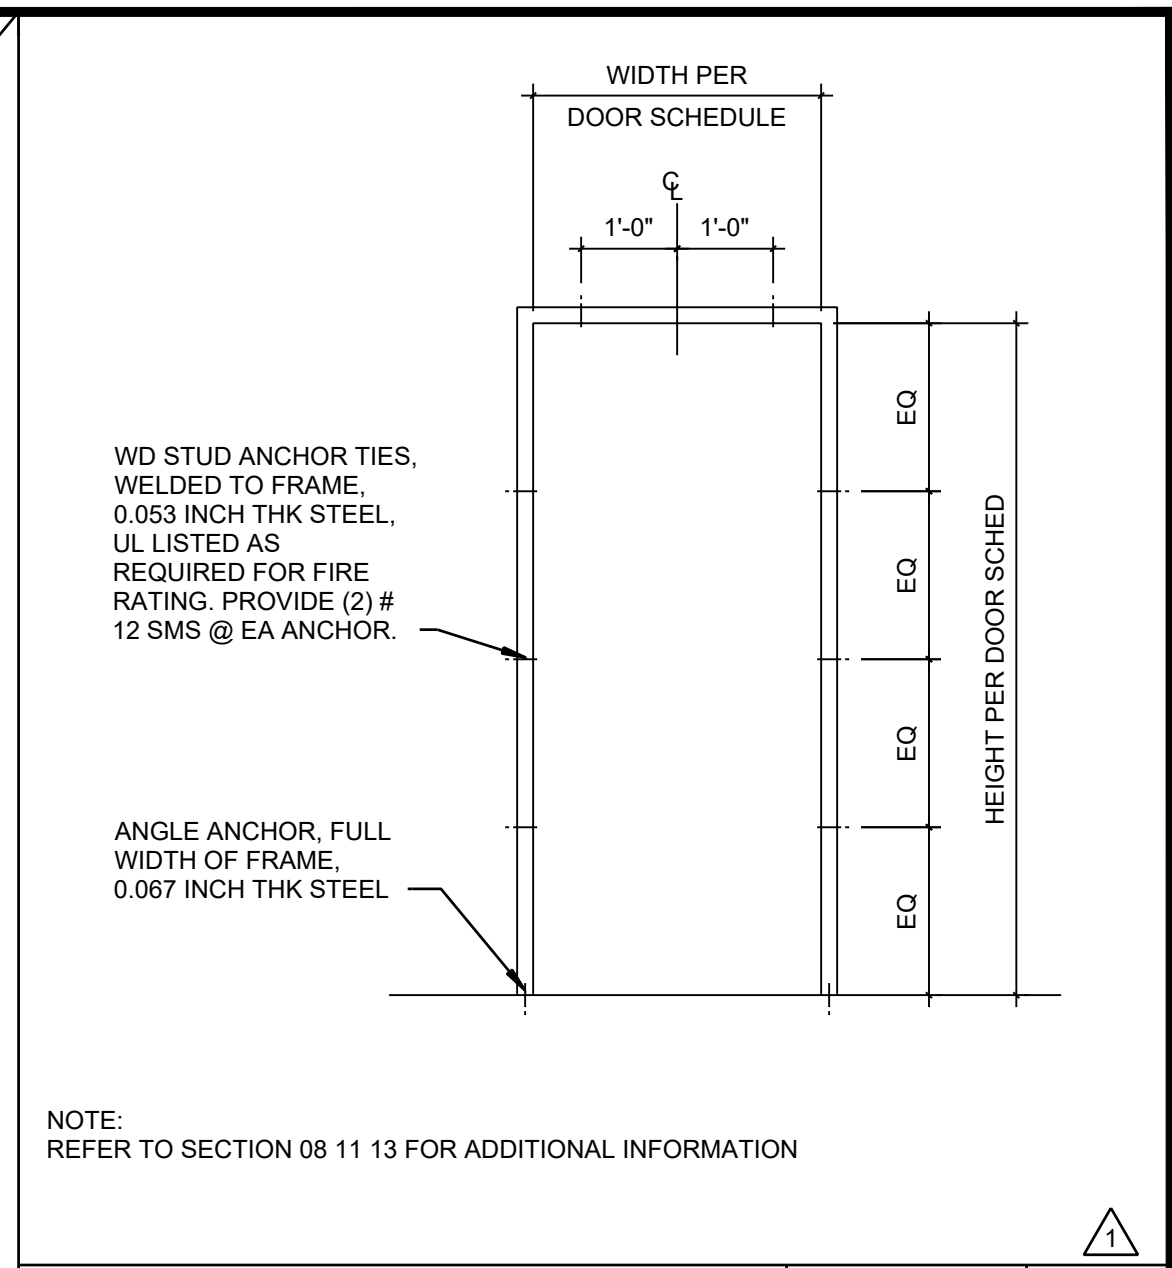 WIDTH PER
DOOR SCHEDULE
℄
1'-0" 1'-0"
WD STUD ANCHOR TIES,
WELDED TO FRAME,
0.053 INCH THK STEEL,
UL LISTED AS
REQUIRED FOR FIRE
RATING. PROVIDE (2) #
12 SMS @ EA ANCHOR.
EQ
EQ
EQ
EQ
HEIGHT PER DOOR SCHED
ANGLE ANCHOR, FULL
WIDTH OF FRAME,
0.067 INCH THK STEEL
NOTE:
REFER TO SECTION 08 11 13 FOR ADDITIONAL INFORMATION
1